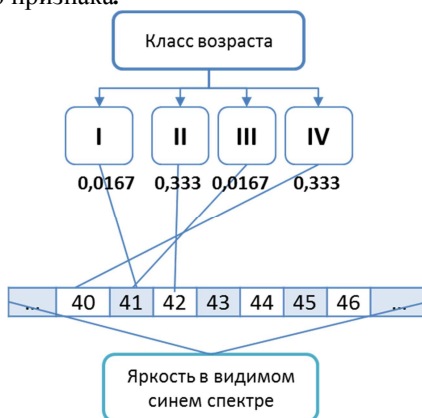 признака.
Класс возраста
I II III IV
0,0167 0,333 0,0167 0,333
... 40 41 42 43 44 45 46 ...
Яркость в видимом
синем спектре